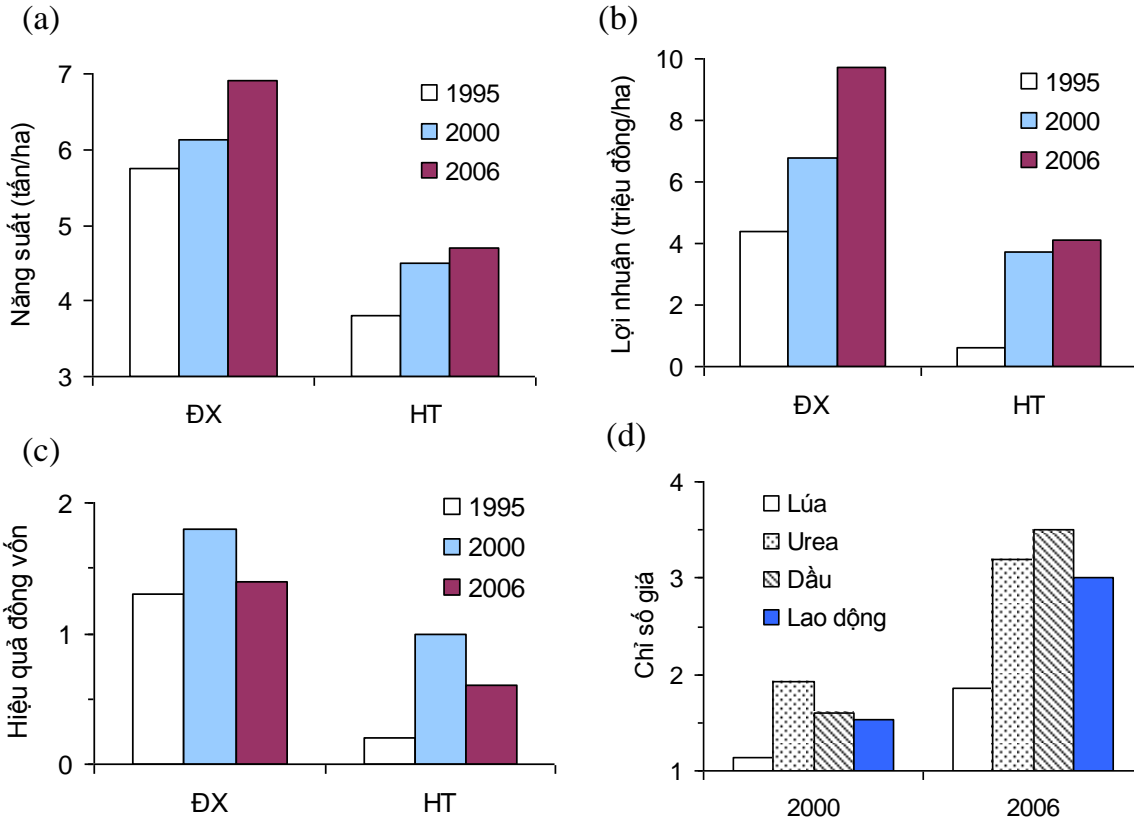 (a)
Năng suất (tấn/ha)
7
6
5
4
3
1995
2000
2006
ĐX
HT
(b)
Lợi nhuận (triệu đồng/ha)
10
8
6
4
2
0
1995
2000
2006
ĐX
HT
(c)
Hiệu quả đồng vốn
2
1
0
1995
2000
2006
ĐX
HT
(d)
Chỉ số giá
4
3
2
1
Lúa
Urea
Dầu
Lao dộng
2000
2006